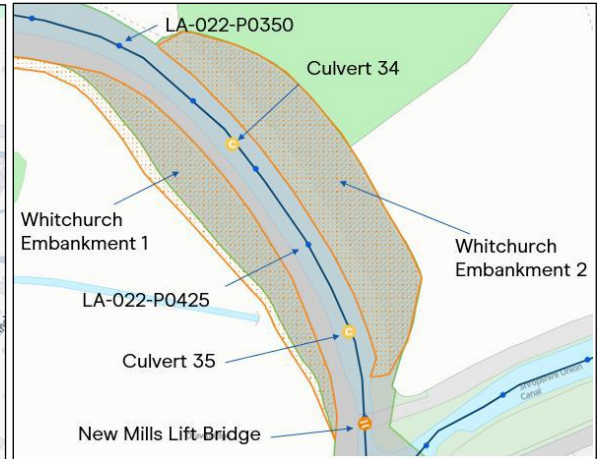 LA-022-P0350
Culvert 34
Whitchurch
Embankment 1
Whitchurch
Embankment 2
LA-022-P0425
Culvert 35
Shropshire Union
Canal
New Mills Lift Bridge